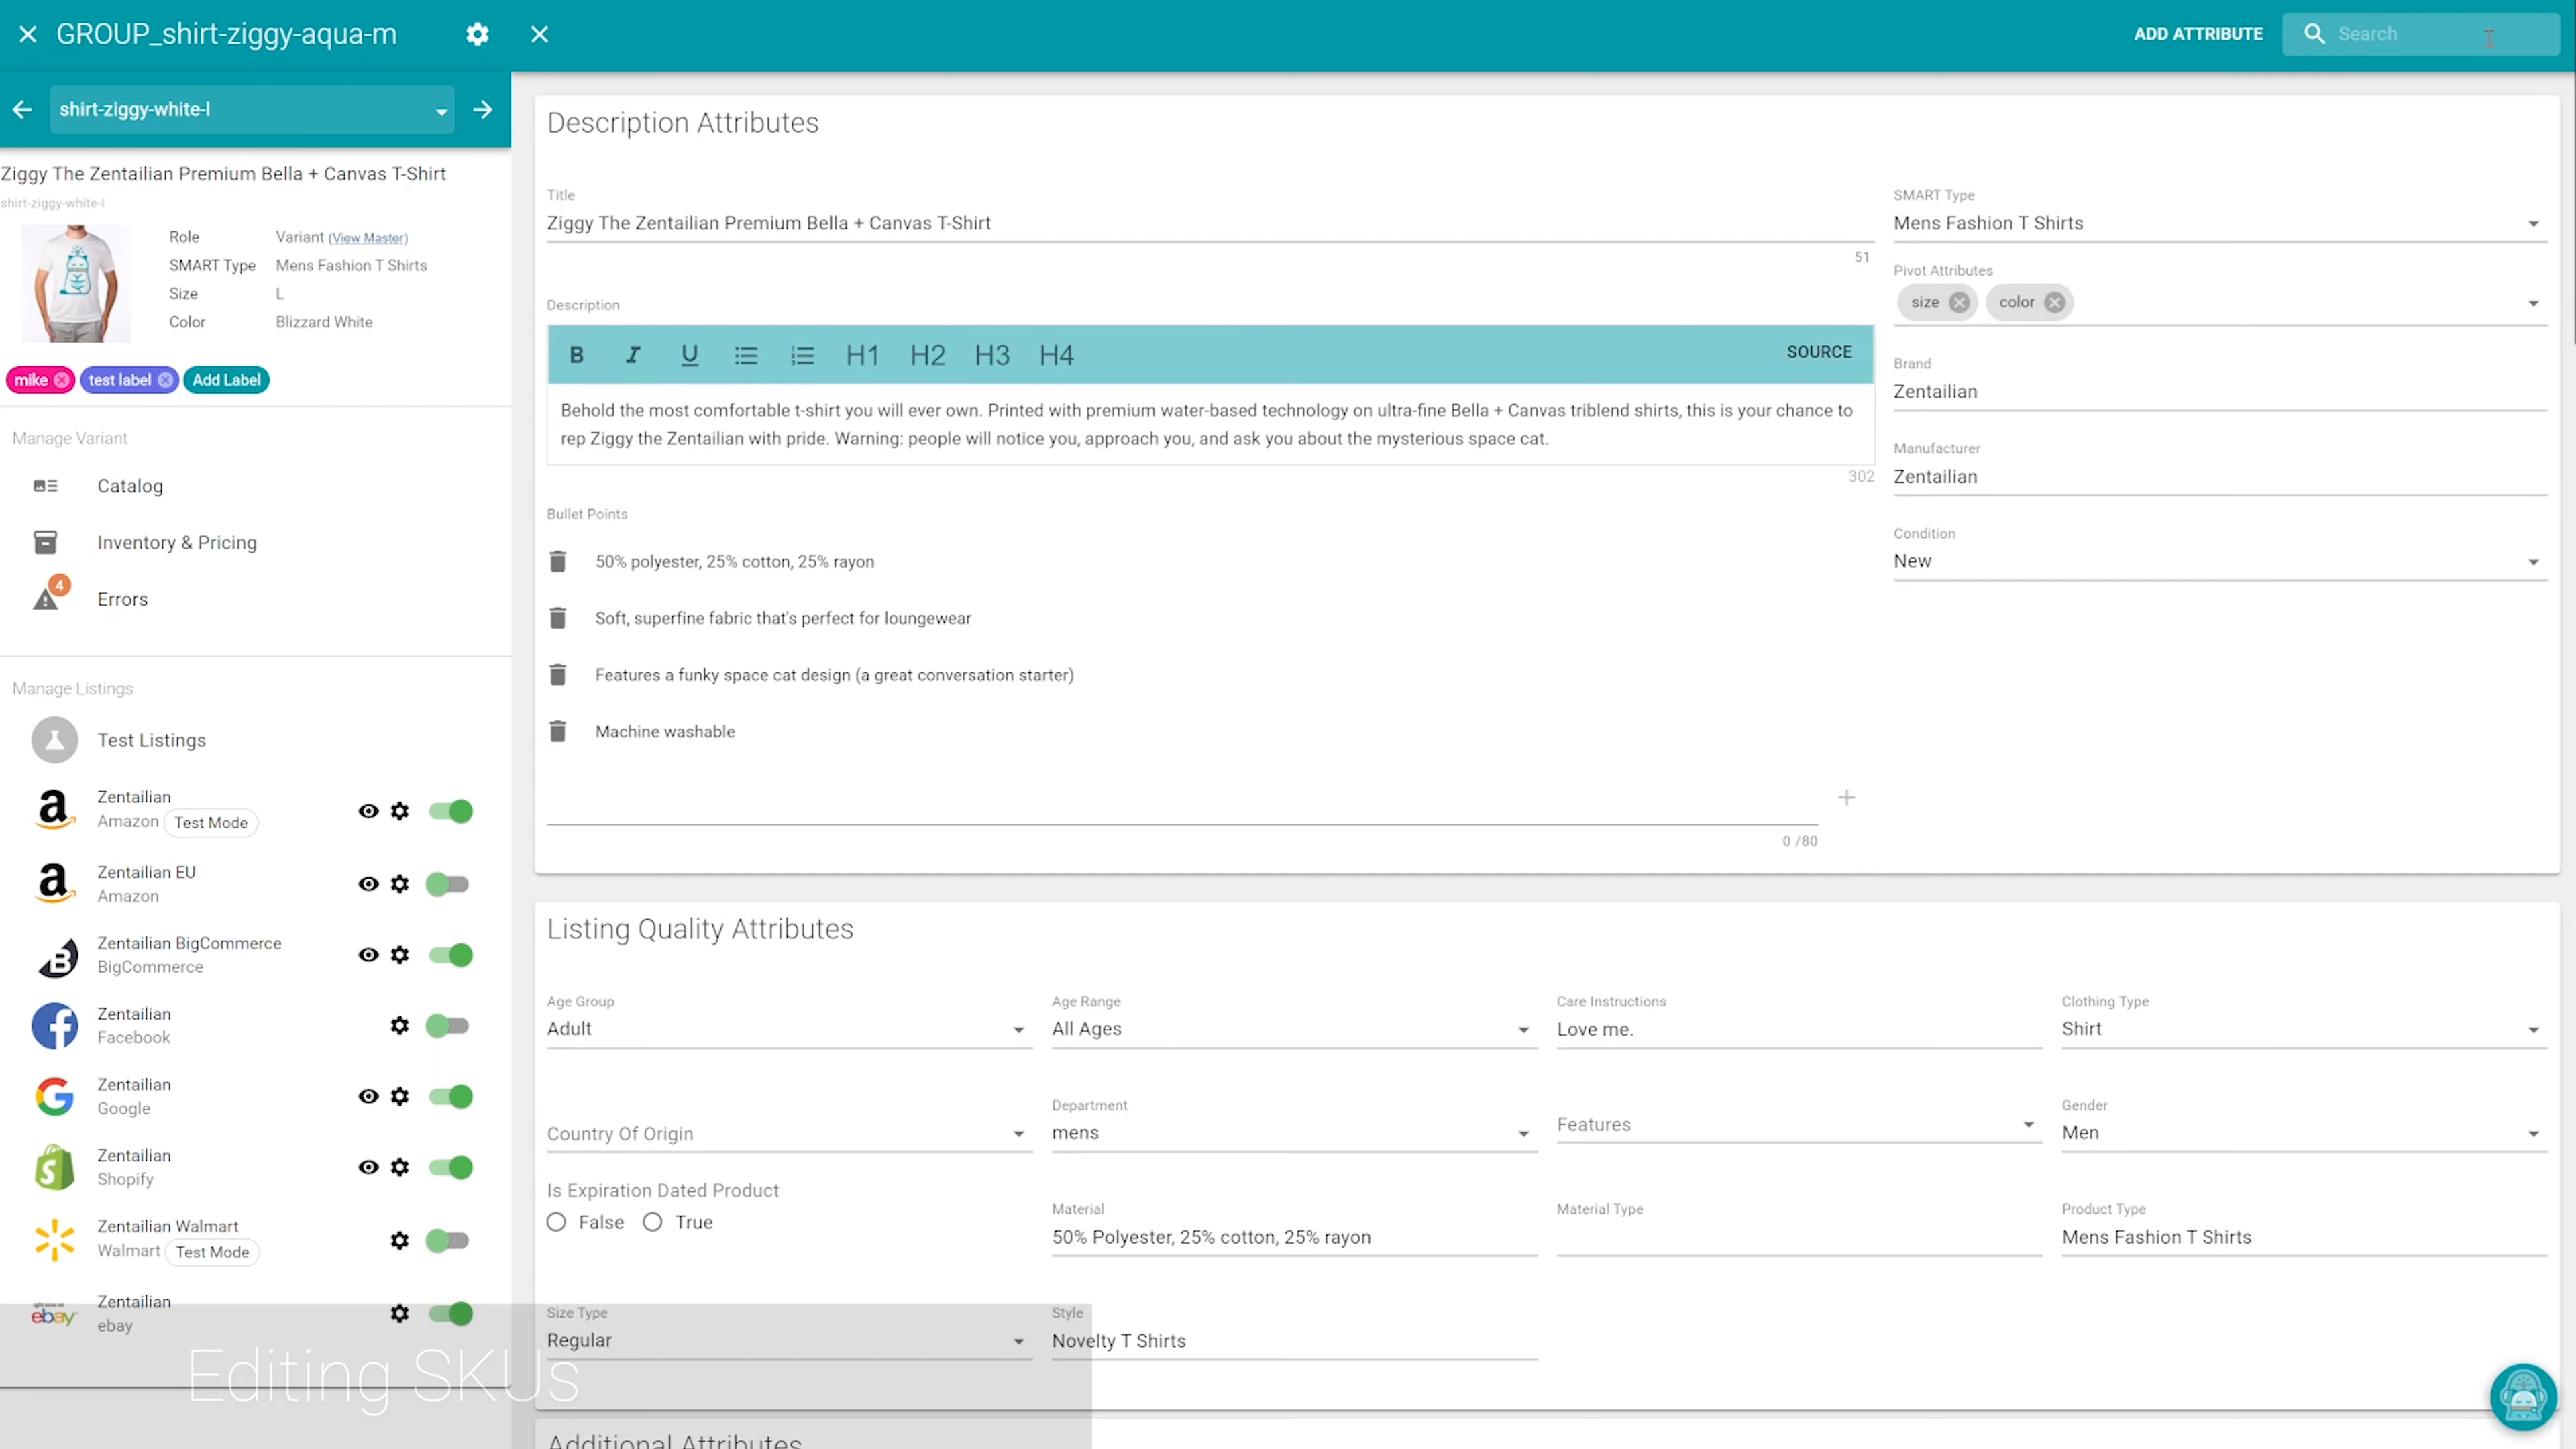 GROUP_shirt-ziggy-aqua-m
ADD ATTRIBUTE
Search
shirt-ziggy-white-l
Ziggy The Zentailian Premium Bella + Canvas T-Shirt
shirt-ziggy-white-l
Role Variant (View Master)
SMART Type Mens Fashion T Shirts
Size L
Color Blizzard White
mike test label Add Label
Manage Variant
Catalog
Inventory & Pricing
4
Errors
Manage Listings
Test Listings
Zentailian
Amazon Test Mode
Zentailian EU
Amazon
Zentailian BigCommerce
BigCommerce
Zentailian
Facebook
Zentailian
Google
Zentailian
Shopify
Zentailian Walmart
Walmart Test Mode
Zentailian
ebay
ebay
Editing SKUs
Description Attributes
Title
Ziggy The Zentailian Premium Bella + Canvas T-Shirt
51
Description
B I U H1 H2 H3 H4 SOURCE
Behold the most comfortable t-shirt you will ever own. Printed with premium water-based technology on ultra-fine Bella + Canvas triblend shirts, this is your chance to
rep Ziggy the Zentailian with pride. Warning: people will notice you, approach you, and ask you about the mysterious space cat.
302
Bullet Points
50% polyester, 25% cotton, 25% rayon
Soft, superfine fabric that's perfect for loungewear
Features a funky space cat design (a great conversation starter)
Machine washable
0 /80
SMART Type
Mens Fashion T Shirts
Pivot Attributes
size color
Brand
Zentailian
Manufacturer
Zentailian
Condition
New
Listing Quality Attributes
Age Group Age Range Care Instructions Clothing Type
Adult All Ages Love me. Shirt
Department Gender
Country Of Origin mens Features Men
Is Expiration Dated Product
False True
Material Material Type Product Type
50% Polyester, 25% cotton, 25% rayon Mens Fashion T Shirts
Size Type Style
Regular Novelty T Shirts
Additional Attributes